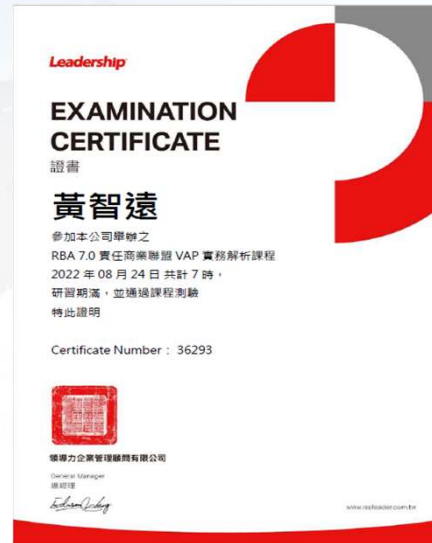 Leadership
EXAMINATION
CERTIFICATE
證書
黃智遠
參加本公司舉辦之
RBA 7.0 責任商業聯盟 VAP 實務解析課程
2022 年 08 月 24 日 共計 7 時，
研習期滿，並通過課程測驗
特此證明
Certificate Number： 36293
領導力企業管理顧問有限公司
General Manager
總經理